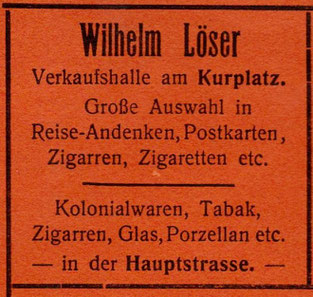 Wilhelm Löser
Verkaufshalle am Kurplatz.
Große Auswahl in
Reise-Andenken, Postkarten,
Zigarren, Zigaretten etc.
Kolonialwaren, Tabak,
Zigarren, Glas, Porzellan etc.
— in der Hauptstrasse. —